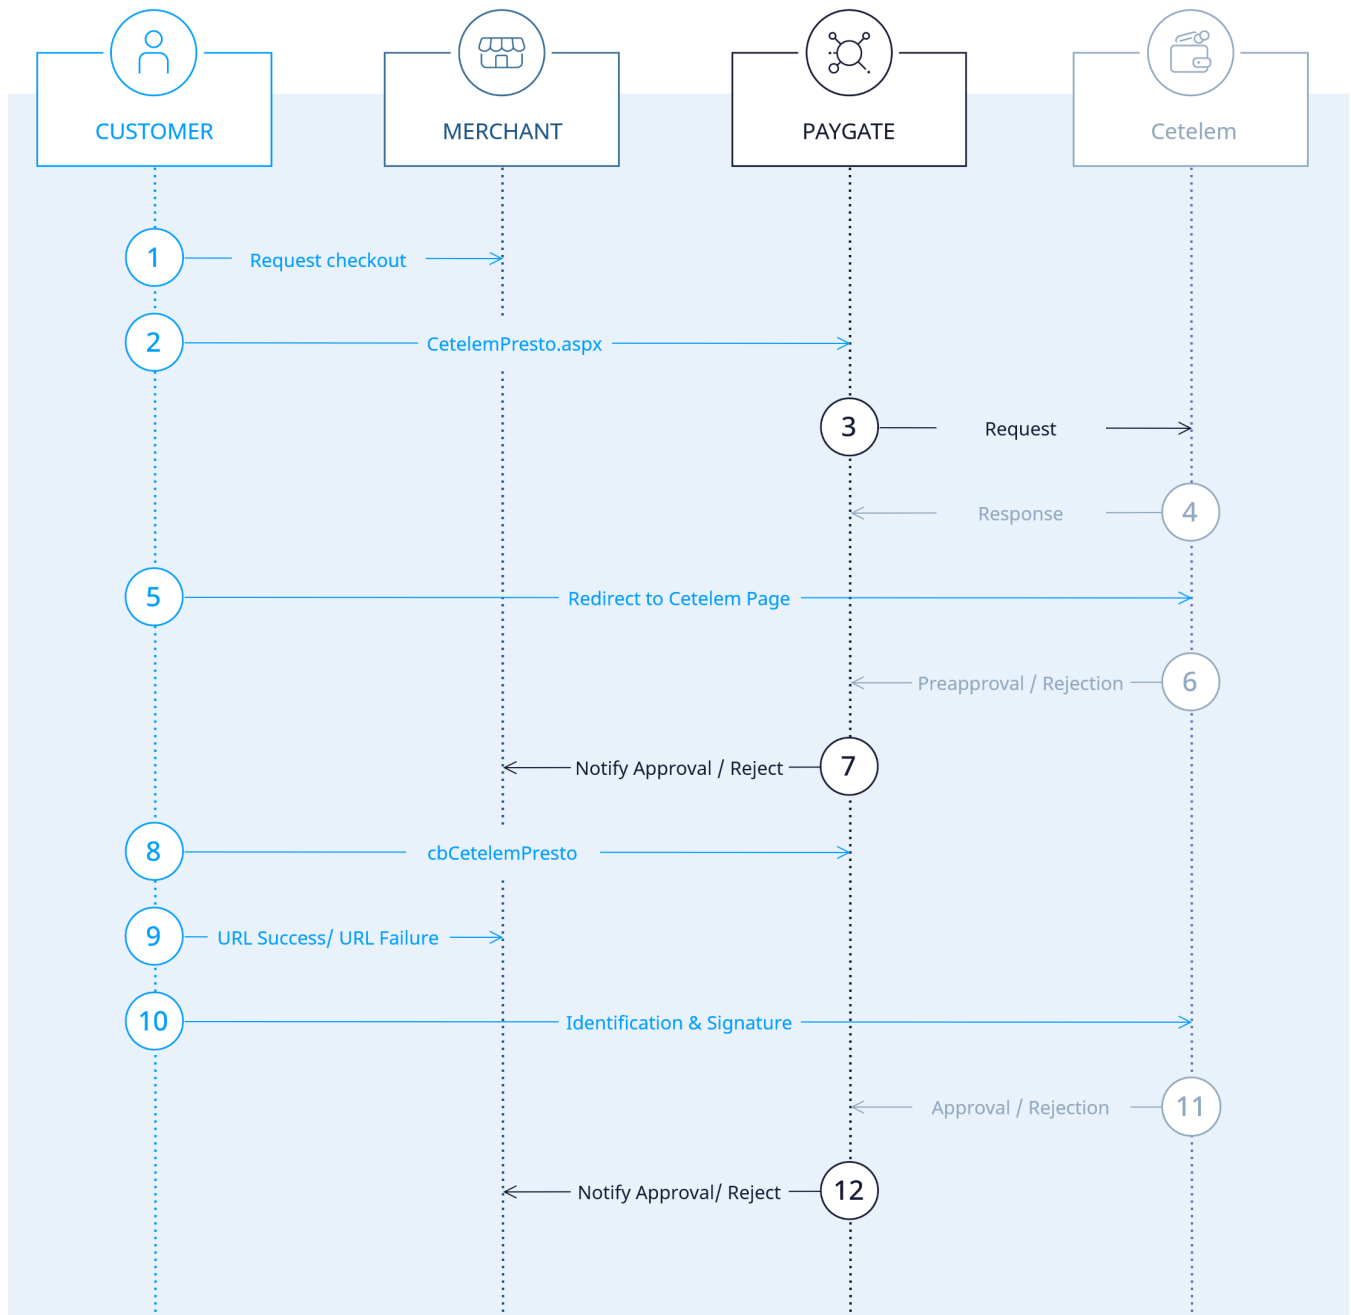 CUSTOMER
MERCHANT
PAYGATE
Cetelem
1
Request checkout
2
CetelemPresto.aspx
3
Request
Response
4
5
Redirect to Cetelem Page
Preapproval / Rejection
6
Notify Approval / Reject
7
8
cbCetelemPresto
9
URL Success/ URL Failure
10
Identification & Signature
Approval / Rejection
11
Notify Approval/ Reject
12